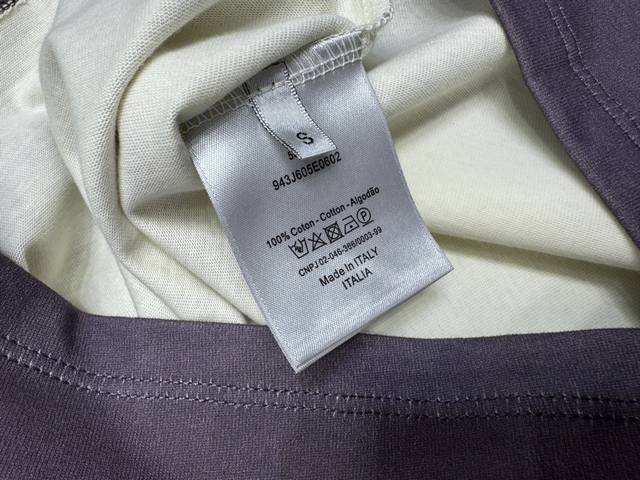 S
943J605E0602
100% Coton - Cotton - Algodão
CNPJ 02-046-366/0003-99
Made In ITALY
ITALIA